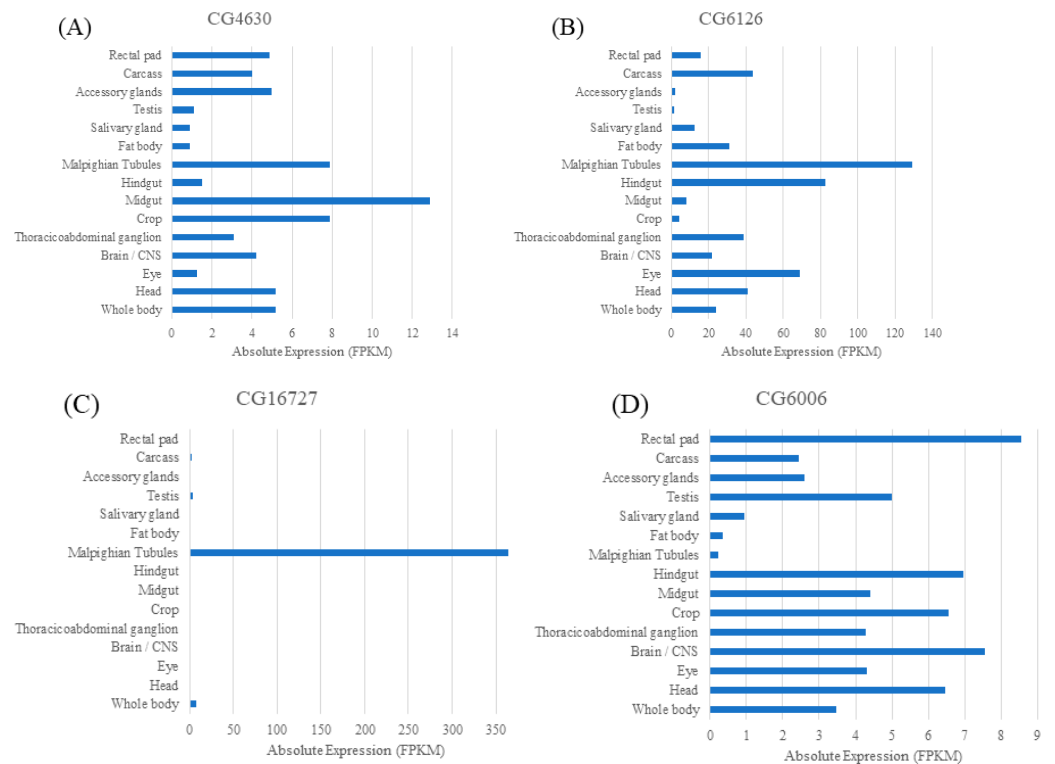 (A)
CG4630
Rectal pad
Carcass
Accessory glands
Testis
Salivary gland
Fat body
Malpighian Tubules
Hindgut
Midgut
Crop
Thoracicoabdominal ganglion
Brain / CNS
Eye
Head
Whole body
0 2 4 6 8 10 12 14
Absolute Expression (FPKM)
(B)
CG6126
Rectal pad
Carcass
Accessory glands
Testis
Salivary gland
Fat body
Malpighian Tubules
Hindgut
Midgut
Crop
Thoracicoabdominal ganglion
Brain / CNS
Eye
Head
Whole body
0 20 40 60 80 100 120 140
Absolute Expression (FPKM)
(C)
CG16727
Rectal pad
Carcass
Accessory glands
Testis
Salivary gland
Fat body
Malpighian Tubules
Hindgut
Midgut
Crop
Thoracicoabdominal ganglion
Brain / CNS
Eye
Head
Whole body
0 50 100 150 200 250 300 350
Absolute Expression (FPKM)
(D)
CG6006
Rectal pad
Carcass
Accessory glands
Testis
Salivary gland
Fat body
Malpighian Tubules
Hindgut
Midgut
Crop
Thoracicoabdominal ganglion
Brain / CNS
Eye
Head
Whole body
0 1 2 3 4 5 6 7 8 9
Absolute Expression (FPKM)